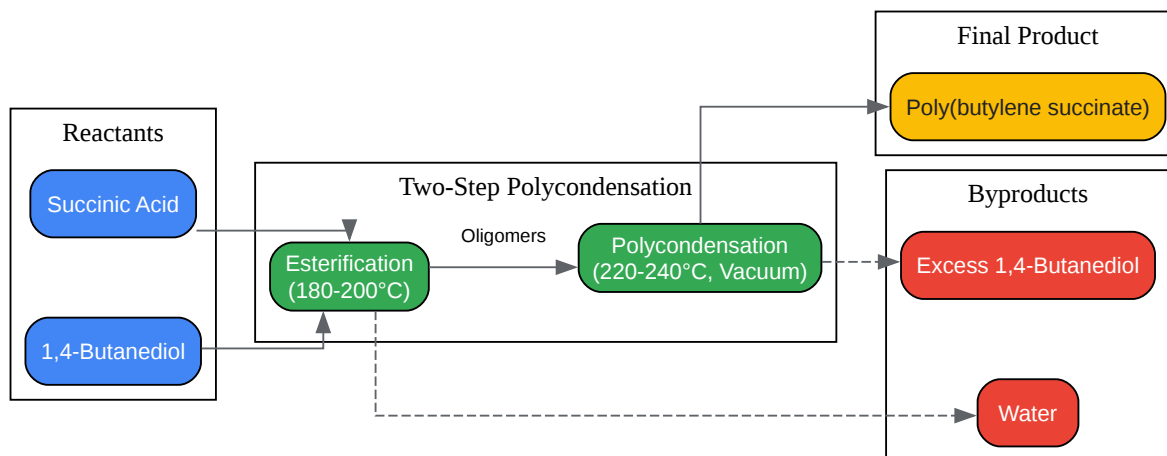 Final Product
Poly(butylene succinate)
Reactants
Succinic Acid
1,4-Butanediol
Two-Step Polycondensation
Esterification
(180-200°C)
Oligomers
Polycondensation
(220-240°C, Vacuum)
Byproducts
Excess 1,4-Butanediol
Water